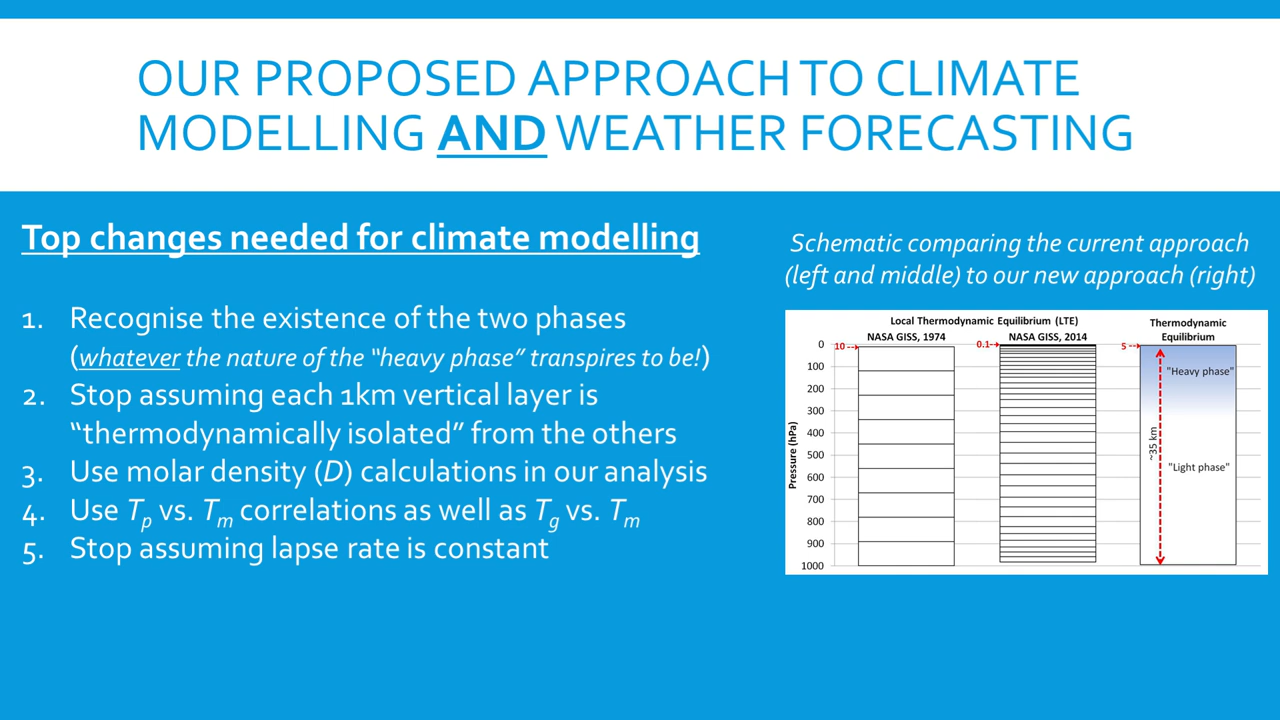 OUR PROPOSED APPROACH TO CLIMATE
MODELLING AND WEATHER FORECASTING
Top changes needed for climate modelling
1. Recognise the existence of the two phases
(whatever the nature of the “heavy phase” transpires to be!)
2. Stop assuming each 1km vertical layer is
“thermodynamically isolated” from the others
3. Use molar density (D) calculations in our analysis
4. Use Tp vs. Tm correlations as well as Tg vs. Tm
5. Stop assuming lapse rate is constant
Schematic comparing the current approach
(left and middle) to our new approach (right)
Local Thermodynamic Equilibrium (LTE)
NASA GISS, 1974
NASA GISS, 2014
Thermodynamic
Equilibrium
10
0.1
5
Pressure (hPa)
0
100
200
300
400
500
600
700
800
900
1000
"Heavy phase"
~35 km
"Light phase"